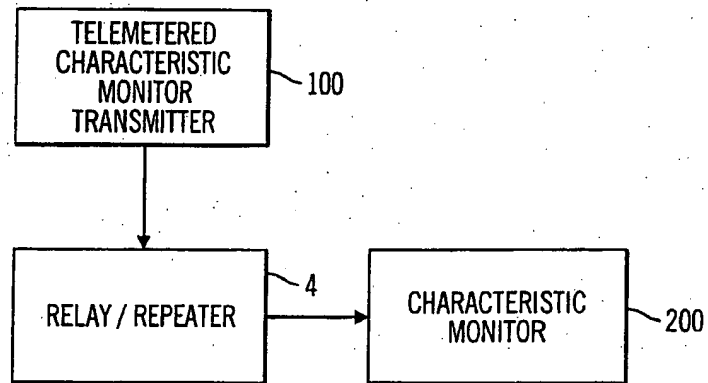 TELEMETERED
CHARACTERISTIC
MONITOR
TRANSMITTER
100
RELAY / REPEATER
4
CHARACTERISTIC
MONITOR
200